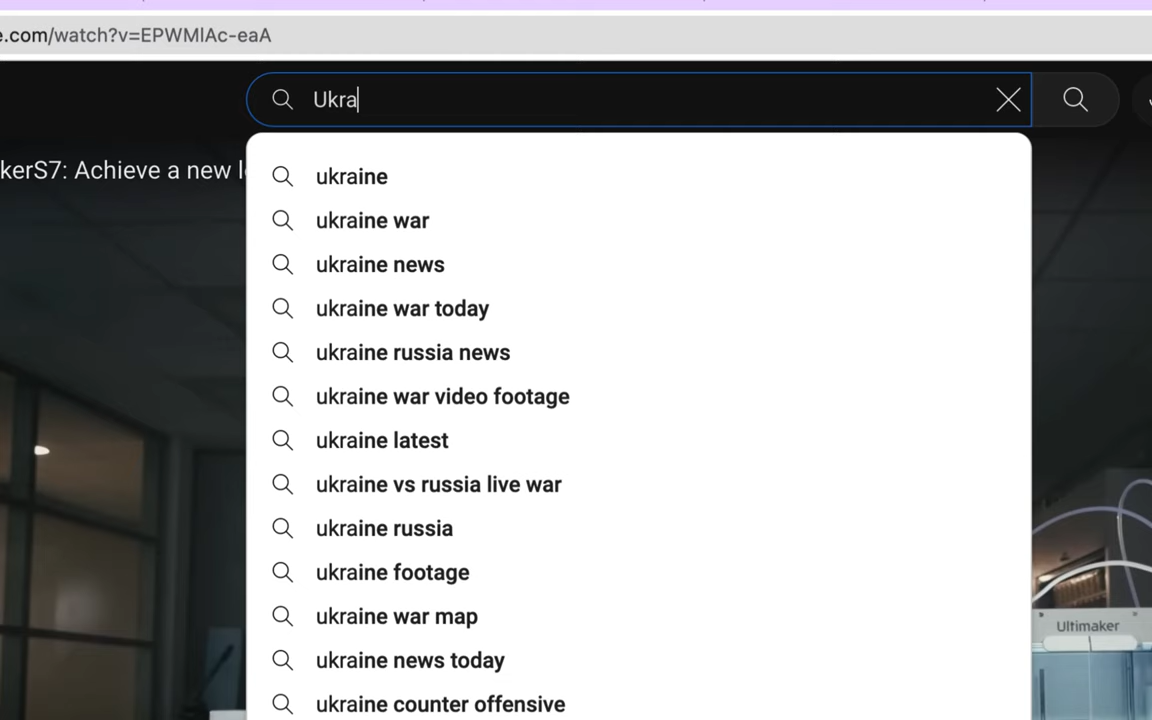 e.com/watch?v=EPWMlAc-eaA
Ukra
kerS7: Achieve a new l
ukraine
ukraine war
ukraine news
ukraine war today
ukraine russia news
ukraine war video footage
ukraine latest
ukraine vs russia live war
ukraine russia
ukraine footage
ukraine war map
Ultimaker
ukraine news today
ukraine counter offensive